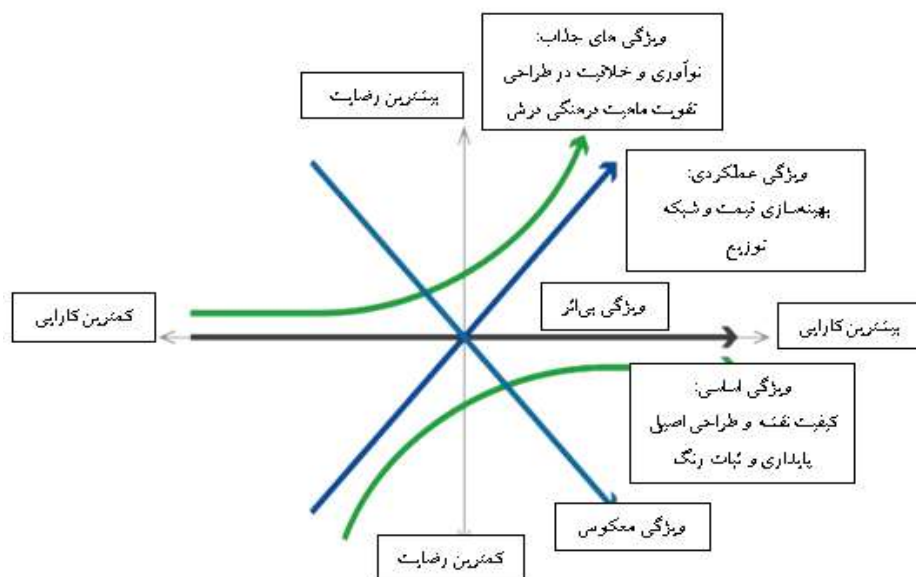 ویژگی های جذاب:
نوآوری و خلاقیت در طراحی
تقویت ماهیت فرهنگی فرش
بیشترین رضایت
ویژگی عملکردی:
بهینه‌سازی قیمت و شبکه
توزیع
ویژگی بی‌اثر
کمترین کارایی
بیشترین کارایی
ویژگی اساسی:
کیفیت نقشه و طراحی اصیل
پایداری و ثبات رنگ
ویژگی معکوس
کمترین رضایت